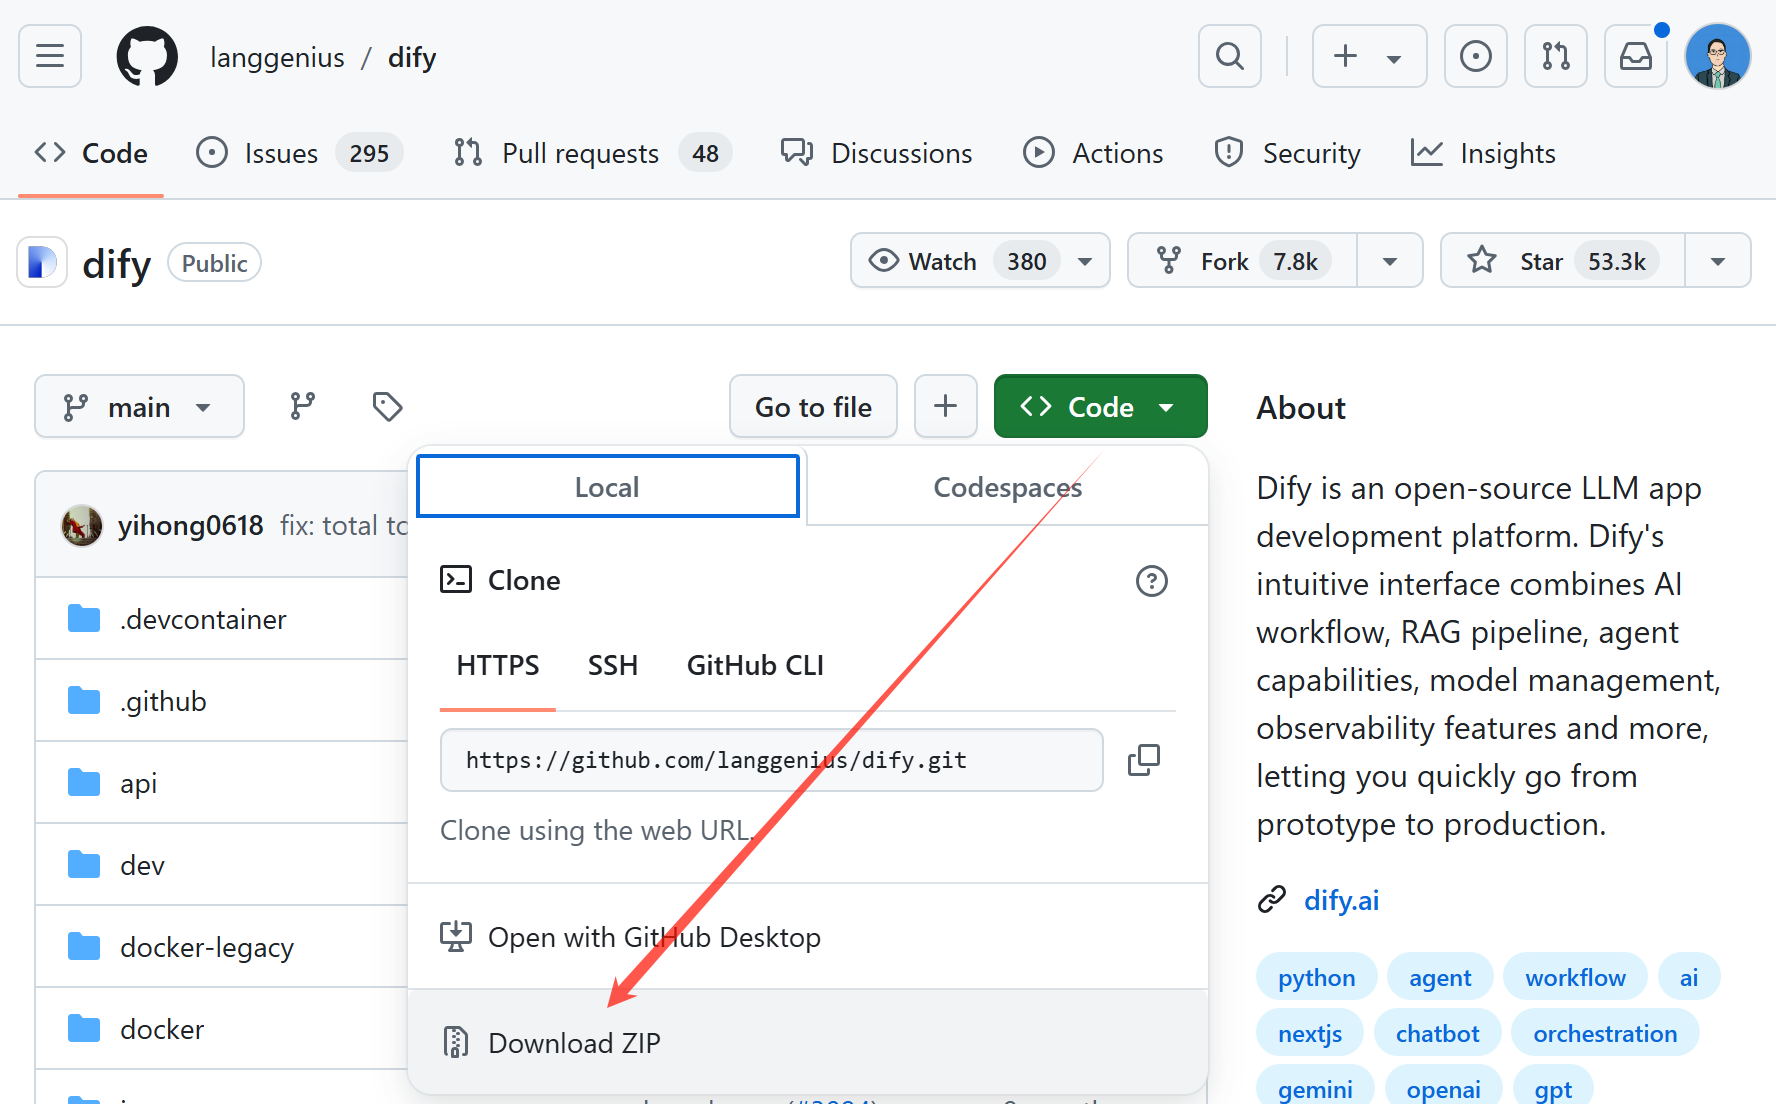 langgenius / dify
Code Issues 295 Pull requests 48 Discussions Actions Security Insights
dify Public Watch 380 Fork 7.8k Star 53.3k
main Go to file Code
Local Codespaces
yihong0618 fix: total to
Clone
HTTPS SSH GitHub CLI
https://github.com/langgenius/dify.git
Clone using the web URL.
Open with GitHub Desktop
Download ZIP
.devcontainer
.github
api
dev
docker-legacy
docker
About
Dify is an open-source LLM app
development platform. Dify's
intuitive interface combines AI
workflow, RAG pipeline, agent
capabilities, model management,
observability features and more,
letting you quickly go from
prototype to production.
dify.ai
python agent workflow ai
nextjs chatbot orchestration
gemini openai gpt